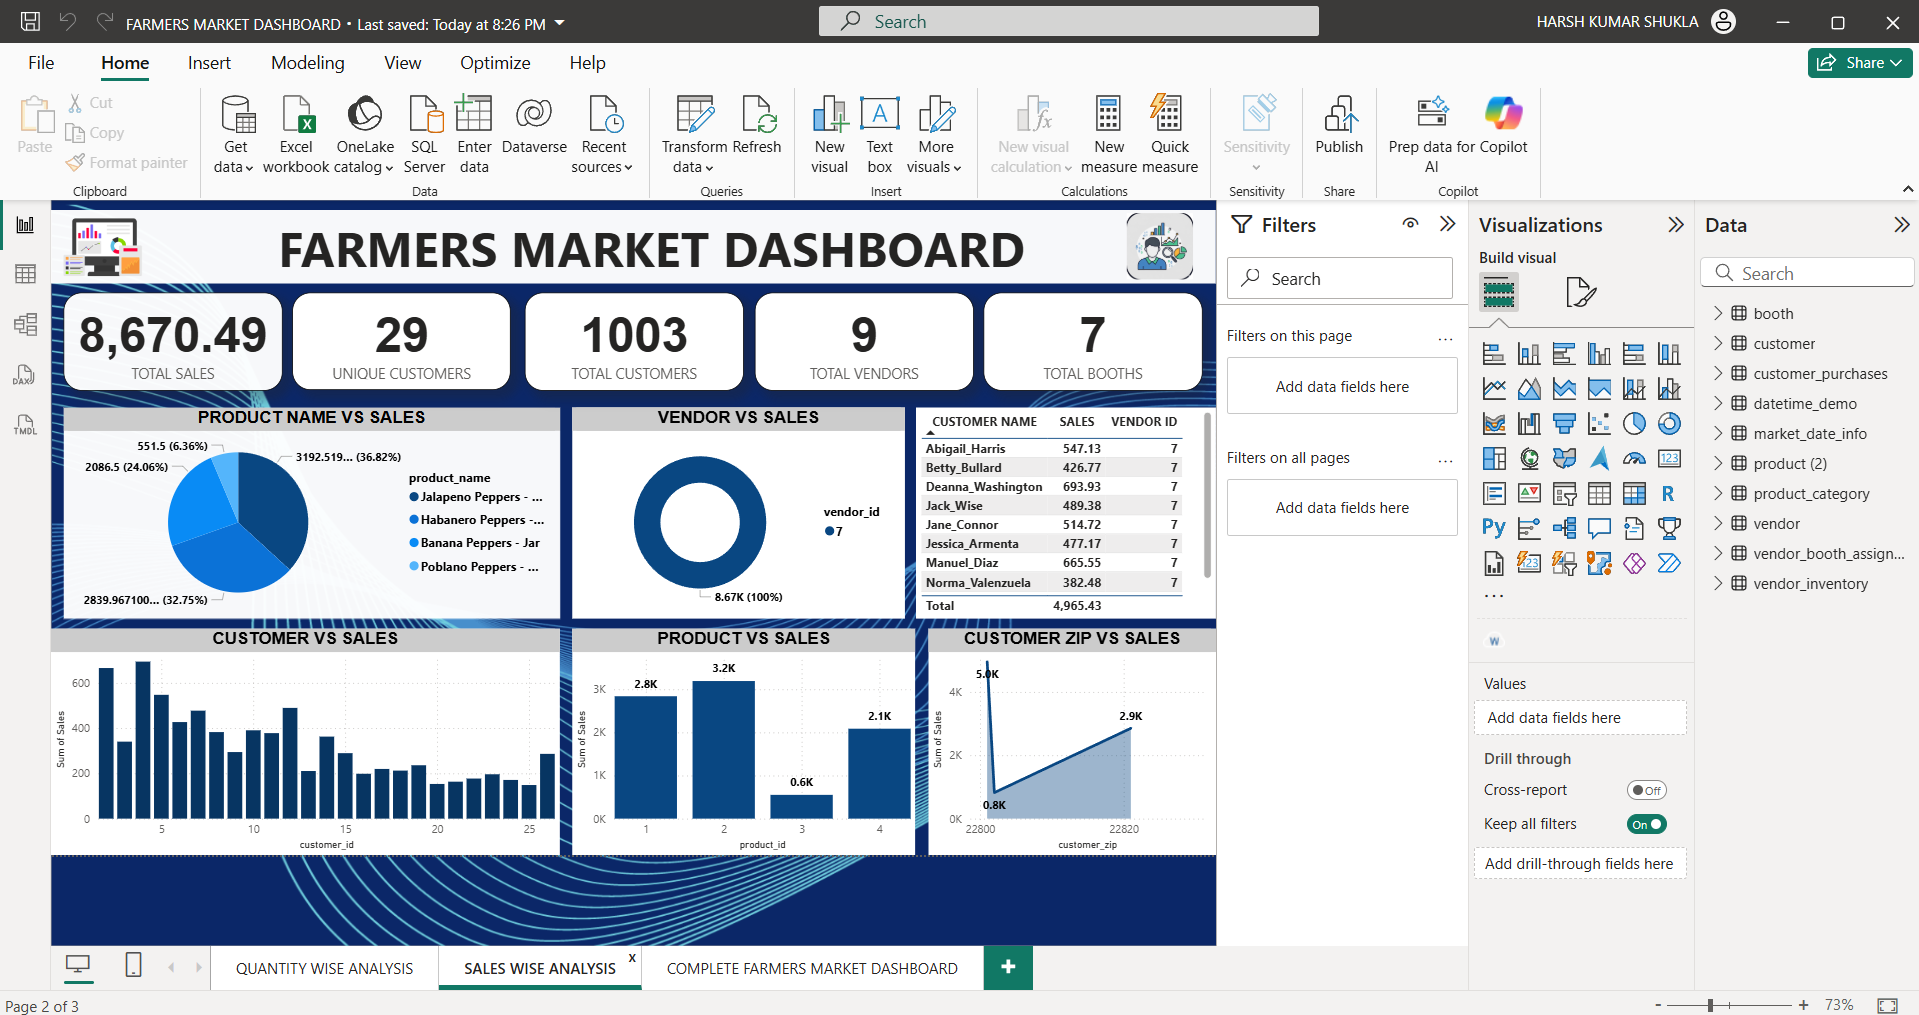 FARMERS MARKET DASHBOARD • Last saved: Today at 8:26 PM
Search
HARSH KUMAR SHUKLA
File Home Insert Modeling View Optimize Help
Share
Paste
Cut
Copy
Format painter
Clipboard
Get data
Excel workbook
OneLake catalog
SQL Server
Enter data
Dataverse
Recent sources
Data
Transform data
Refresh
Queries
New visual
Text box
More visuals
Insert
New visual calculation
New measure
Quick measure
Calculations
Sensitivity
Sensitivity
Publish
Share
Prep data for AI
Copilot
Copilot
DAX
TMDL
FARMERS MARKET DASHBOARD
8,670.49
TOTAL SALES
29
UNIQUE CUSTOMERS
1003
TOTAL CUSTOMERS
9
TOTAL VENDORS
7
TOTAL BOOTHS
PRODUCT NAME VS SALES
551.5 (6.36%)
2086.5 (24.06%)
3192.519... (36.82%)
2839.967100... (32.75%)
product_name
Jalapeno Peppers - ...
Habanero Peppers -...
Banana Peppers - Jar
Poblano Peppers - ...
VENDOR VS SALES
vendor_id
7
8.67K (100%)
CUSTOMER NAME SALES VENDOR ID
Abigail_Harris 547.13 7
Betty_Bullard 426.77 7
Deanna_Washington 693.93 7
Jack_Wise 489.38 7
Jane_Connor 514.72 7
Jessica_Armenta 477.17 7
Manuel_Diaz 665.55 7
Norma_Valenzuela 382.48 7
Total 4,965.43
CUSTOMER VS SALES
Sum of Sales
600
400
200
0
5 10 15 20 25
customer_id
PRODUCT VS SALES
Sum of Sales
3K
2K
1K
0K
2.8K
3.2K
0.6K
2.1K
1 2 3 4
product_id
CUSTOMER ZIP VS SALES
Sum of Sales
4K
2K
0K
5.0K
0.8K
2.9K
22800 22820
customer_zip
Filters
Search
Filters on this page ...
Add data fields here
Filters on all pages ...
Add data fields here
Visualizations
Build visual
123
R
Py
123
...
W
Values
Add data fields here
Drill through
Cross-report Off
Keep all filters On
Add drill-through fields here
Data
Search
booth
customer
customer_purchases
datetime_demo
market_date_info
product (2)
product_category
vendor
vendor_booth_assign...
vendor_inventory
QUANTITY WISE ANALYSIS
SALES WISE ANALYSIS
x
COMPLETE FARMERS MARKET DASHBOARD
+
Page 2 of 3
- + 73%